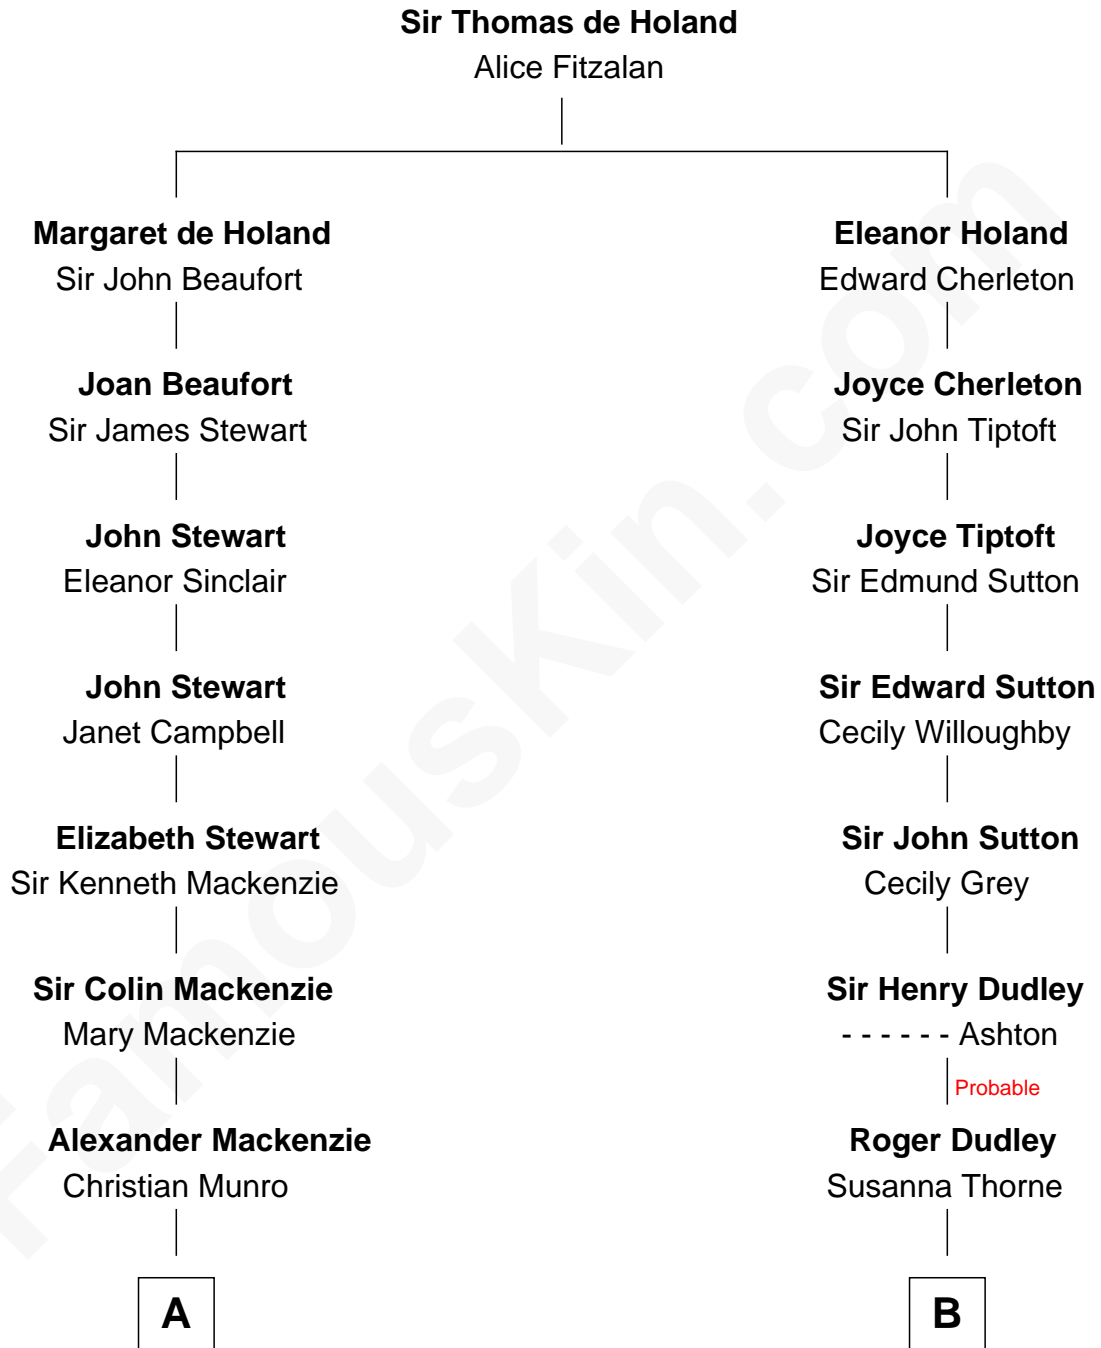 Sir Thomas de Holand
Alice Fitzalan
Margaret de Holand
Sir John Beaufort
Eleanor Holand
Edward Cherleton
Joan Beaufort
Sir James Stewart
Joyce Cherleton
Sir John Tiptoft
John Stewart
Eleanor Sinclair
Joyce Tiptoft
Sir Edmund Sutton
John Stewart
Janet Campbell
Sir Edward Sutton
Cecily Willoughby
Elizabeth Stewart
Sir Kenneth Mackenzie
Sir John Sutton
Cecily Grey
Sir Colin Mackenzie
Mary Mackenzie
Sir Henry Dudley
- - - - - - Ashton
Probable
Alexander Mackenzie
Christian Munro
Roger Dudley
Susanna Thorne
A
B
FamousKin.com